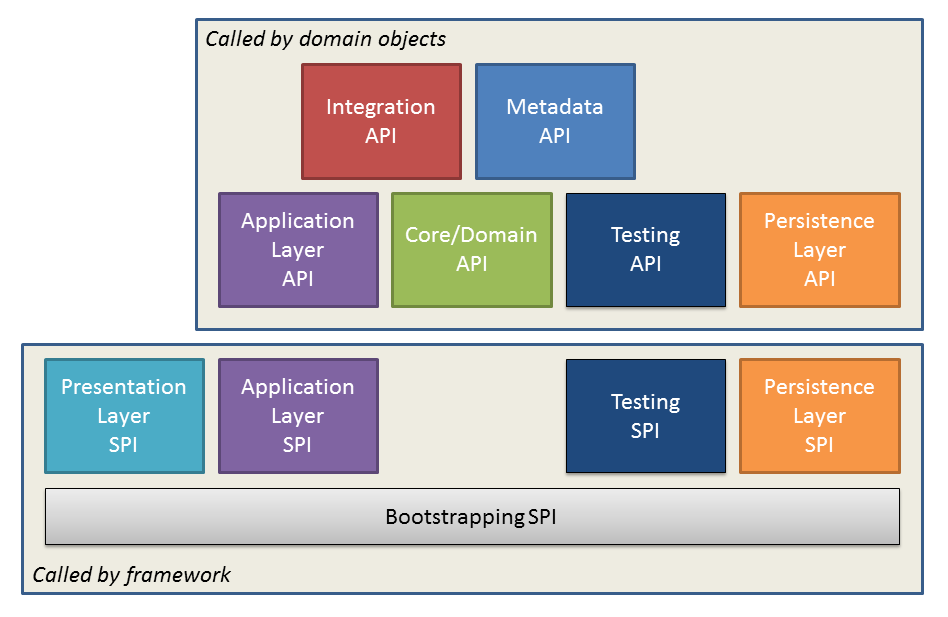 Called by domain objects
Integration
API
Metadata
API
Application
Layer
API
Core/Domain
API
Testing
API
Persistence
Layer
API
Presentation
Layer
SPI
Application
Layer
SPI
Testing
SPI
Persistence
Layer
SPI
Bootstrapping SPI
Called by framework